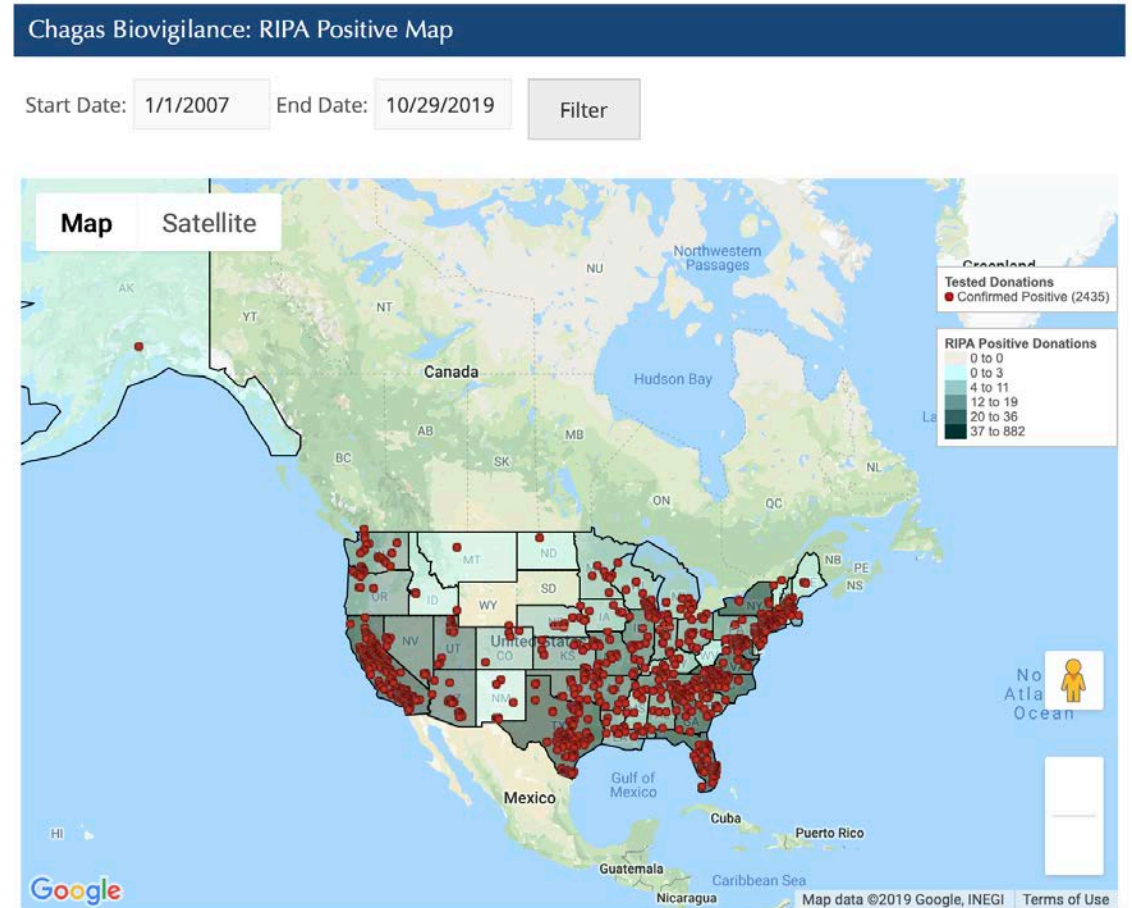 Chagas Biovigilance: RIPA Positive Map
Start Date: 1/1/2007 End Date: 10/29/2019 Filter
Map Satellite
Northwestern
Passages
Greenland
NU
AK
NT
YT
Tested Donations
Confirmed Positive (2435)
RIPA Positive Donations
0 to 0
0 to 3
4 to 11
12 to 19
20 to 36
37 to 882
Canada
Hudson Bay
La
AB
MB
BC
SK
NL
ON
QC
NB
PE
NS
MT
ND
OR
ID
SD
WY
NY
IA
NV
UT
United States
CO
KS
WV
VA
NM
GA
TX
No
Atla
Ocean
Gulf of
Mexico
Mexico
Cuba
Puerto Rico
HI
Guatemala
Caribbean Sea
Nicaragua
Google
Map data ©2019 Google, INEGI Terms of Use